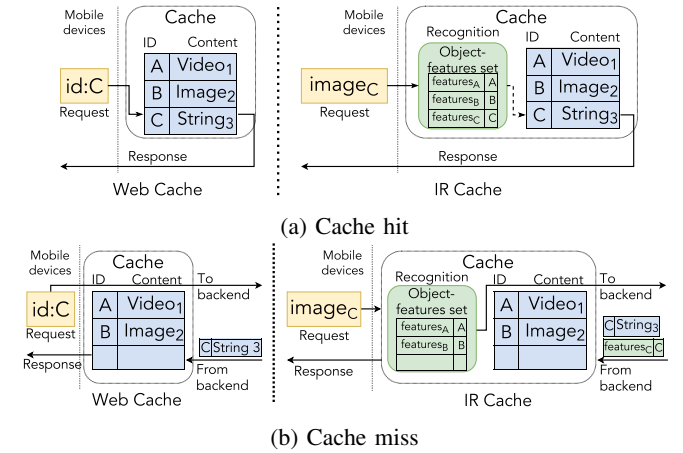 Mobile
devices
Cache
ID Content
A Video1
B Image2
C String3
id:C
Request
Response
Web Cache
Mobile
devices
Cache
Recognition
Object-
features set
featuresA A
featuresB B
featuresC C
ID Content
A Video1
B Image2
C String3
imageC
Request
Response
IR Cache
(a) Cache hit
Mobile
devices
Cache
ID Content
A Video1
B Image2
To
backend
id:C
Request
Response
C String 3
From
backend
Web Cache
Mobile
devices
Cache
Recognition
Object-
features set
featuresA A
featuresB B
ID Content
A Video1
B Image2
To
backend
imageC
Request
Response
C String3
featuresC C
From
backend
IR Cache
(b) Cache miss